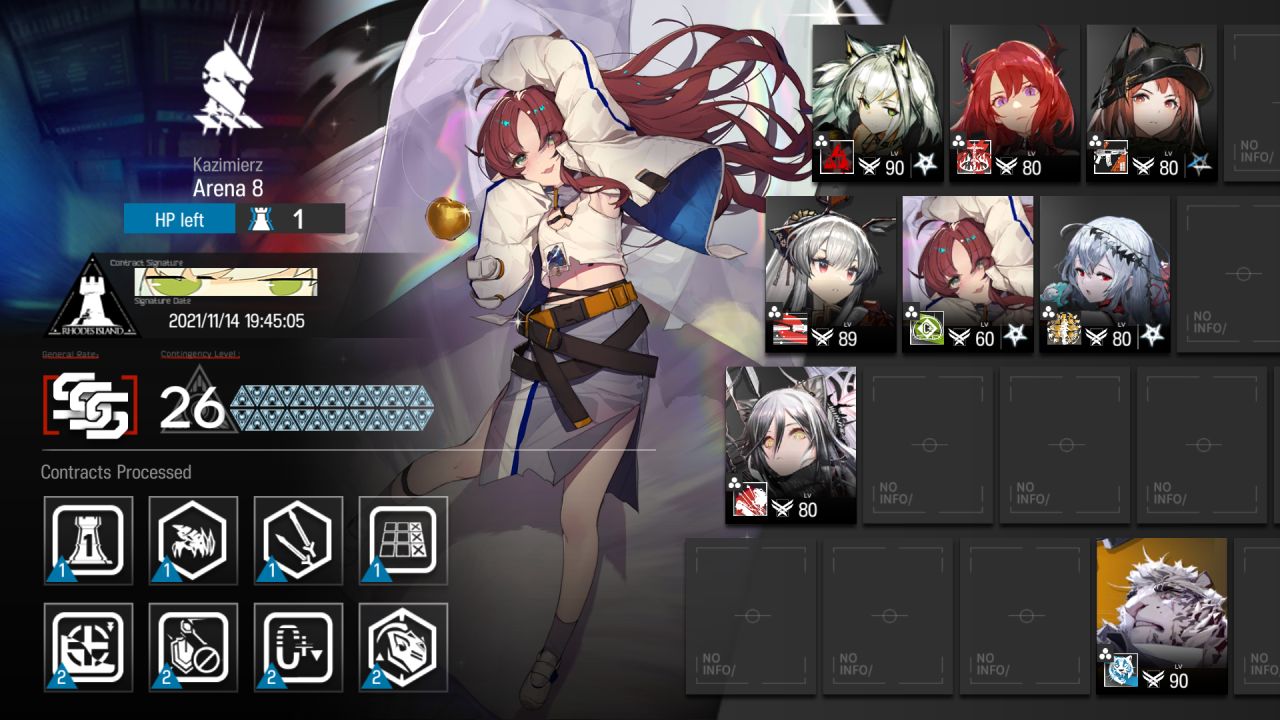 Kazimierz
Arena 8
HP left 1
Contract Signature
Signature Date
2021/11/14 19:45:05
RHODES ISLAND
General Rate:
Contingency Level :
26
Contracts Processed
1
1
1
1
1
2
2
2
2
LV
90
LV
80
LV
80
NO
INFO/
LV
89
LV
60
LV
80
NO
INFO/
LV
80
NO
INFO/
NO
INFO/
NO
INFO/
NO
INFO/
NO
INFO/
NO
INFO/
LV
90
NO
INFO/